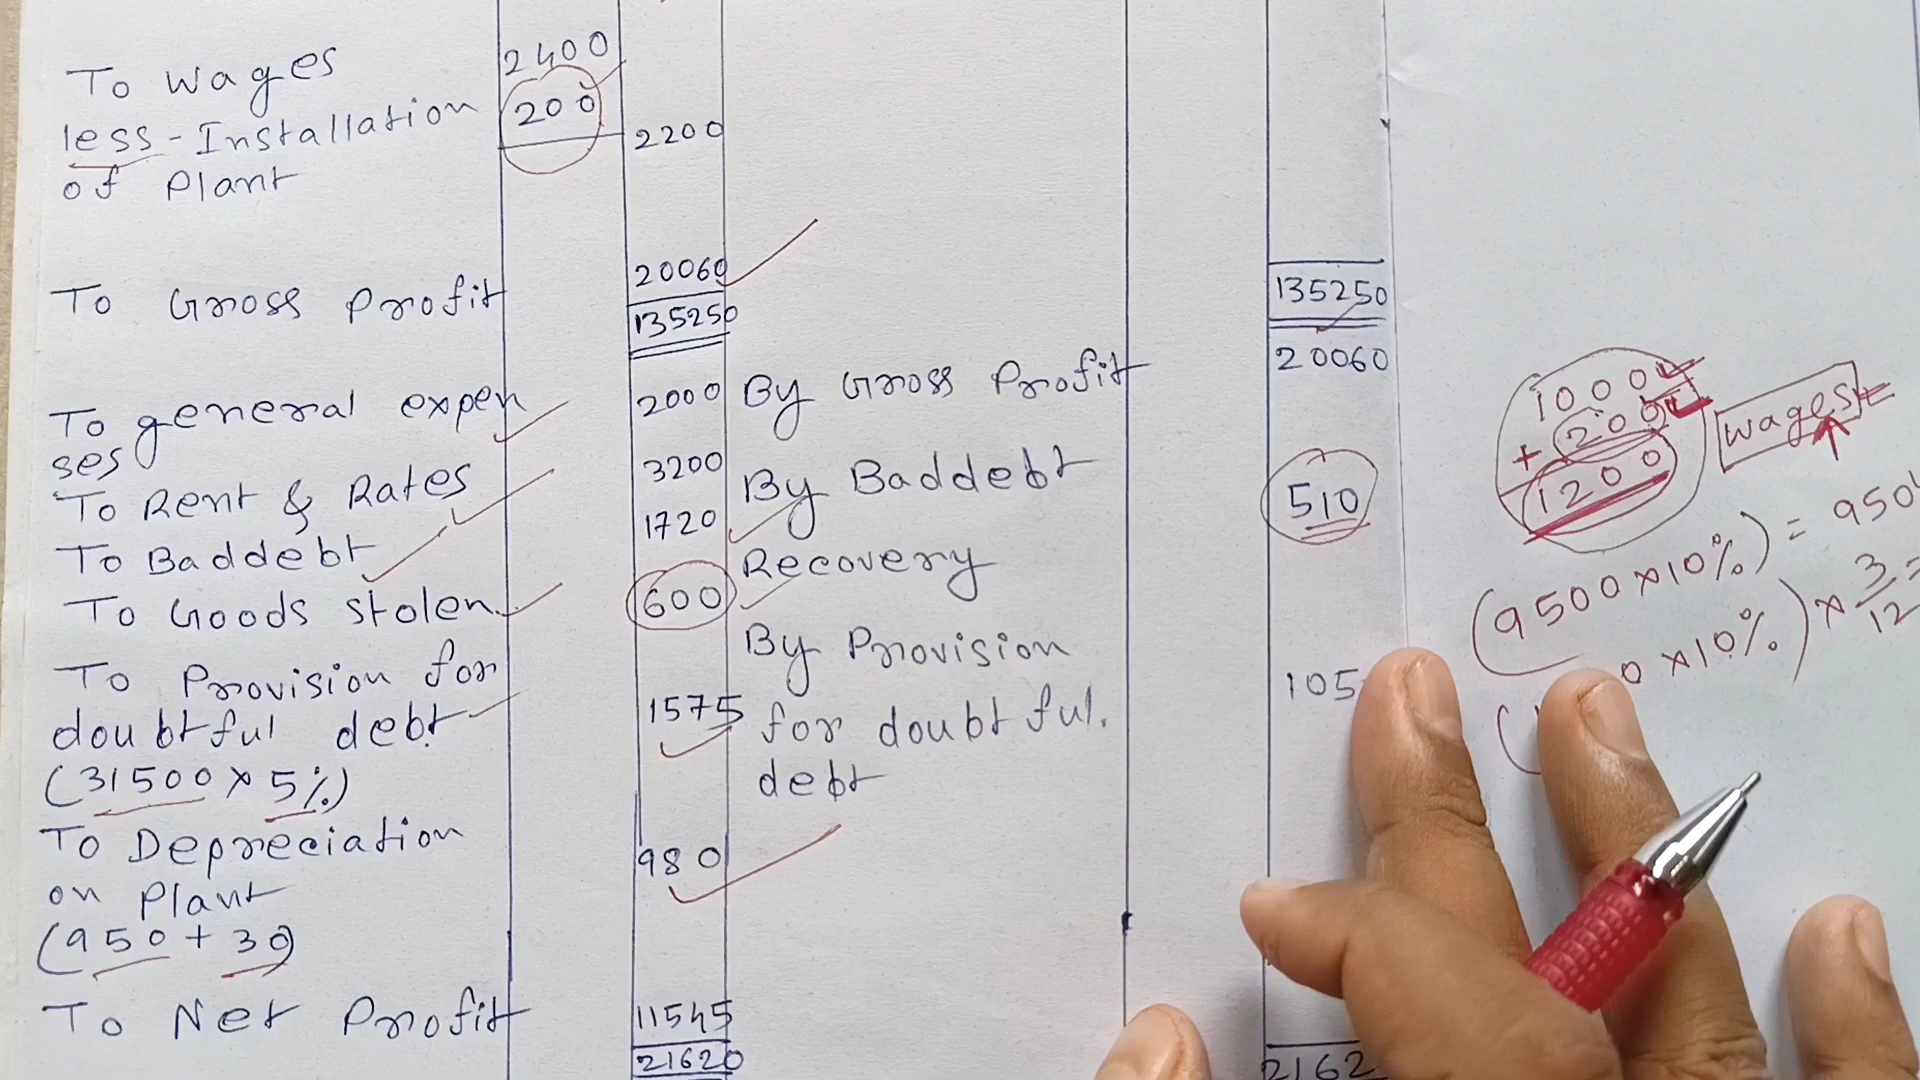 To Wages 2400
less - Installation 200 2200
of Plant
To Gross Profit 20060
135250 135250
To general expen 2000 By Gross Profit 20060
ses
To Rent & Rates 3200 By Baddebt 510
To Baddebt 1720 Recovery
To Goods stolen 600 By Provision
To Provision for for doubtful.
doubtful debt 1575 debt
(31500 × 5%)
To Depreciation
on Plant 980
(950 + 30)
To Net Profit 11545
21620
1000
+ 200
1200
Wages
(9500×10%) = 950
×10%) × 3/12 =